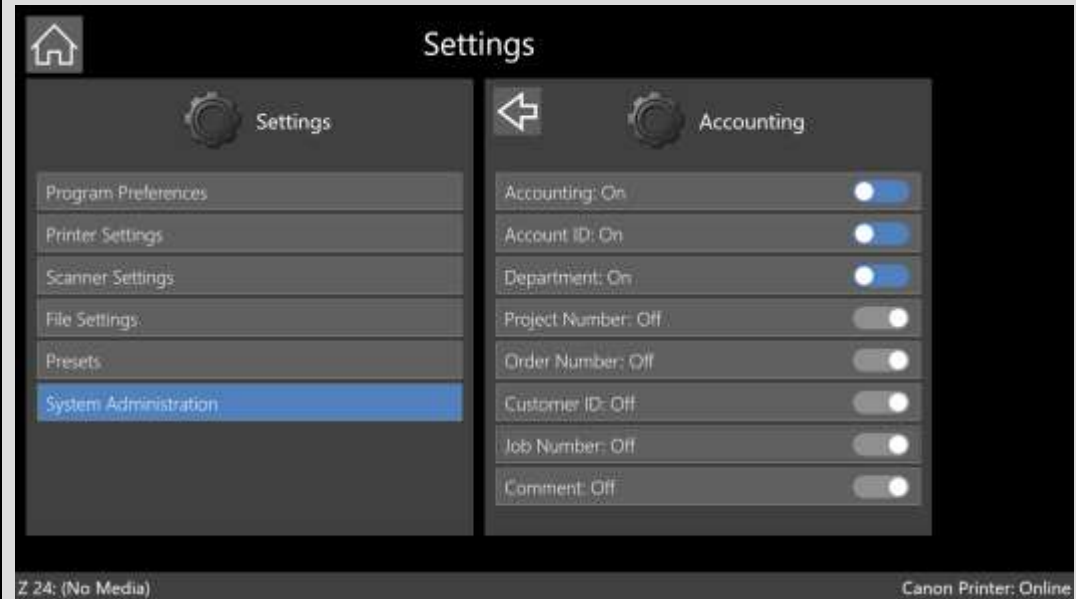 Settings
Settings
Program Preferences
Printer Settings
Scanner Settings
File Settings
Presets
System Administration
Accounting
Accounting: On
Account ID: On
Department: On
Project Number: Off
Order Number: Off
Customer ID: Off
Job Number: Off
Comment: Off
Z 24: (No Media)
Canon Printer: Online